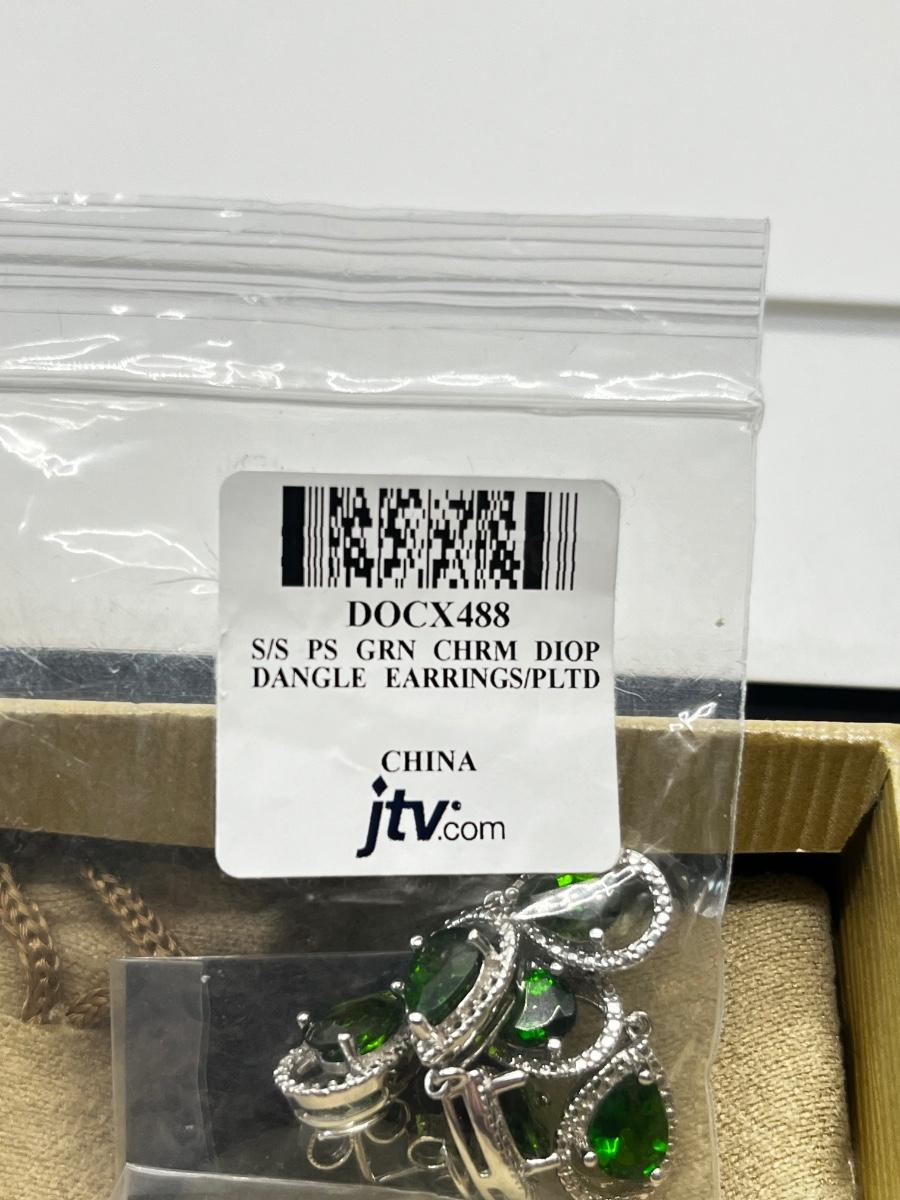 DOCX488
S/S PS GRN CHRM DIOP
DANGLE EARRINGS/PLTD
CHINA
jtv.com